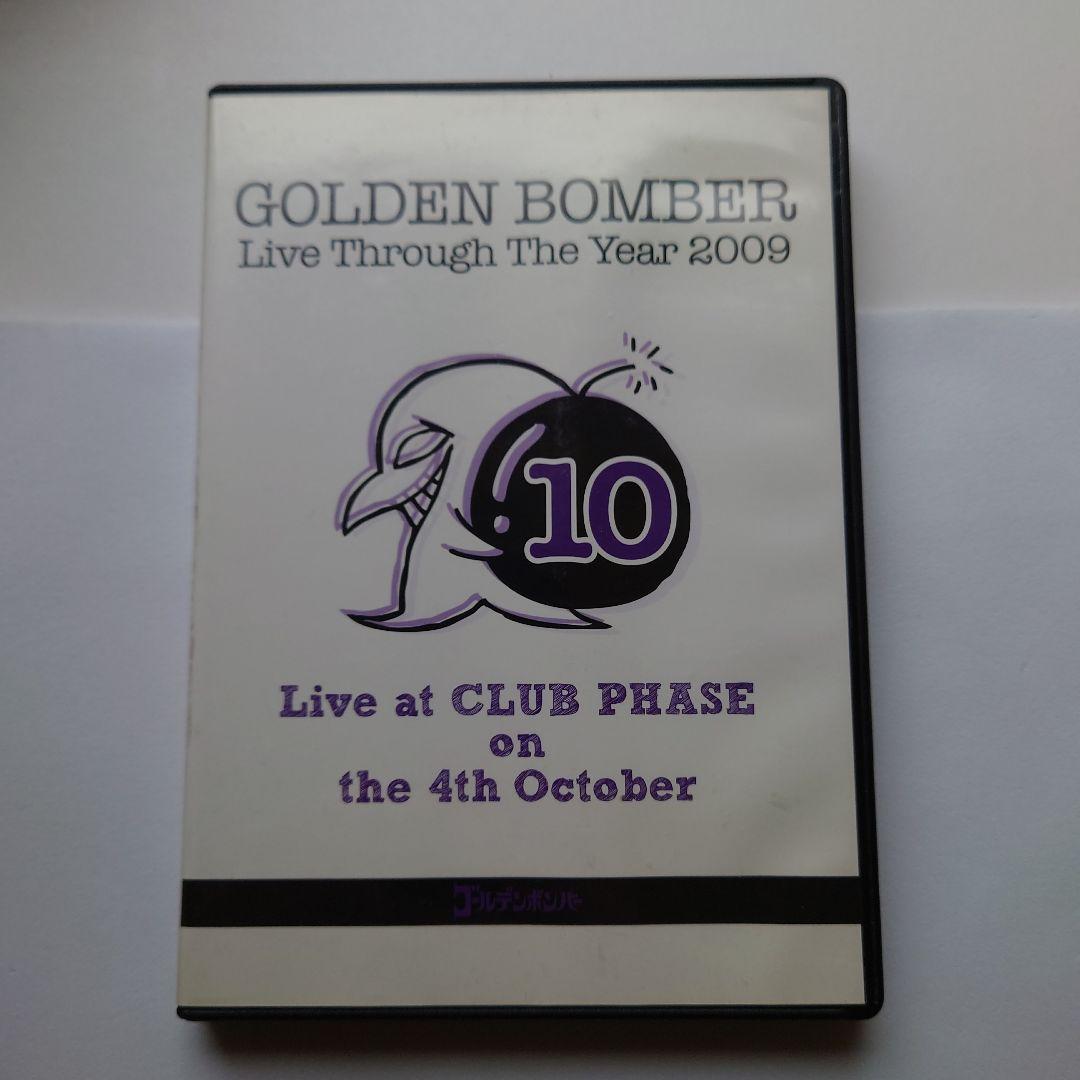 GOLDEN BOMBER
Live Through The Year 2009
10
Live at CLUB PHASE
on
the 4th October
ゴールデンボンバー